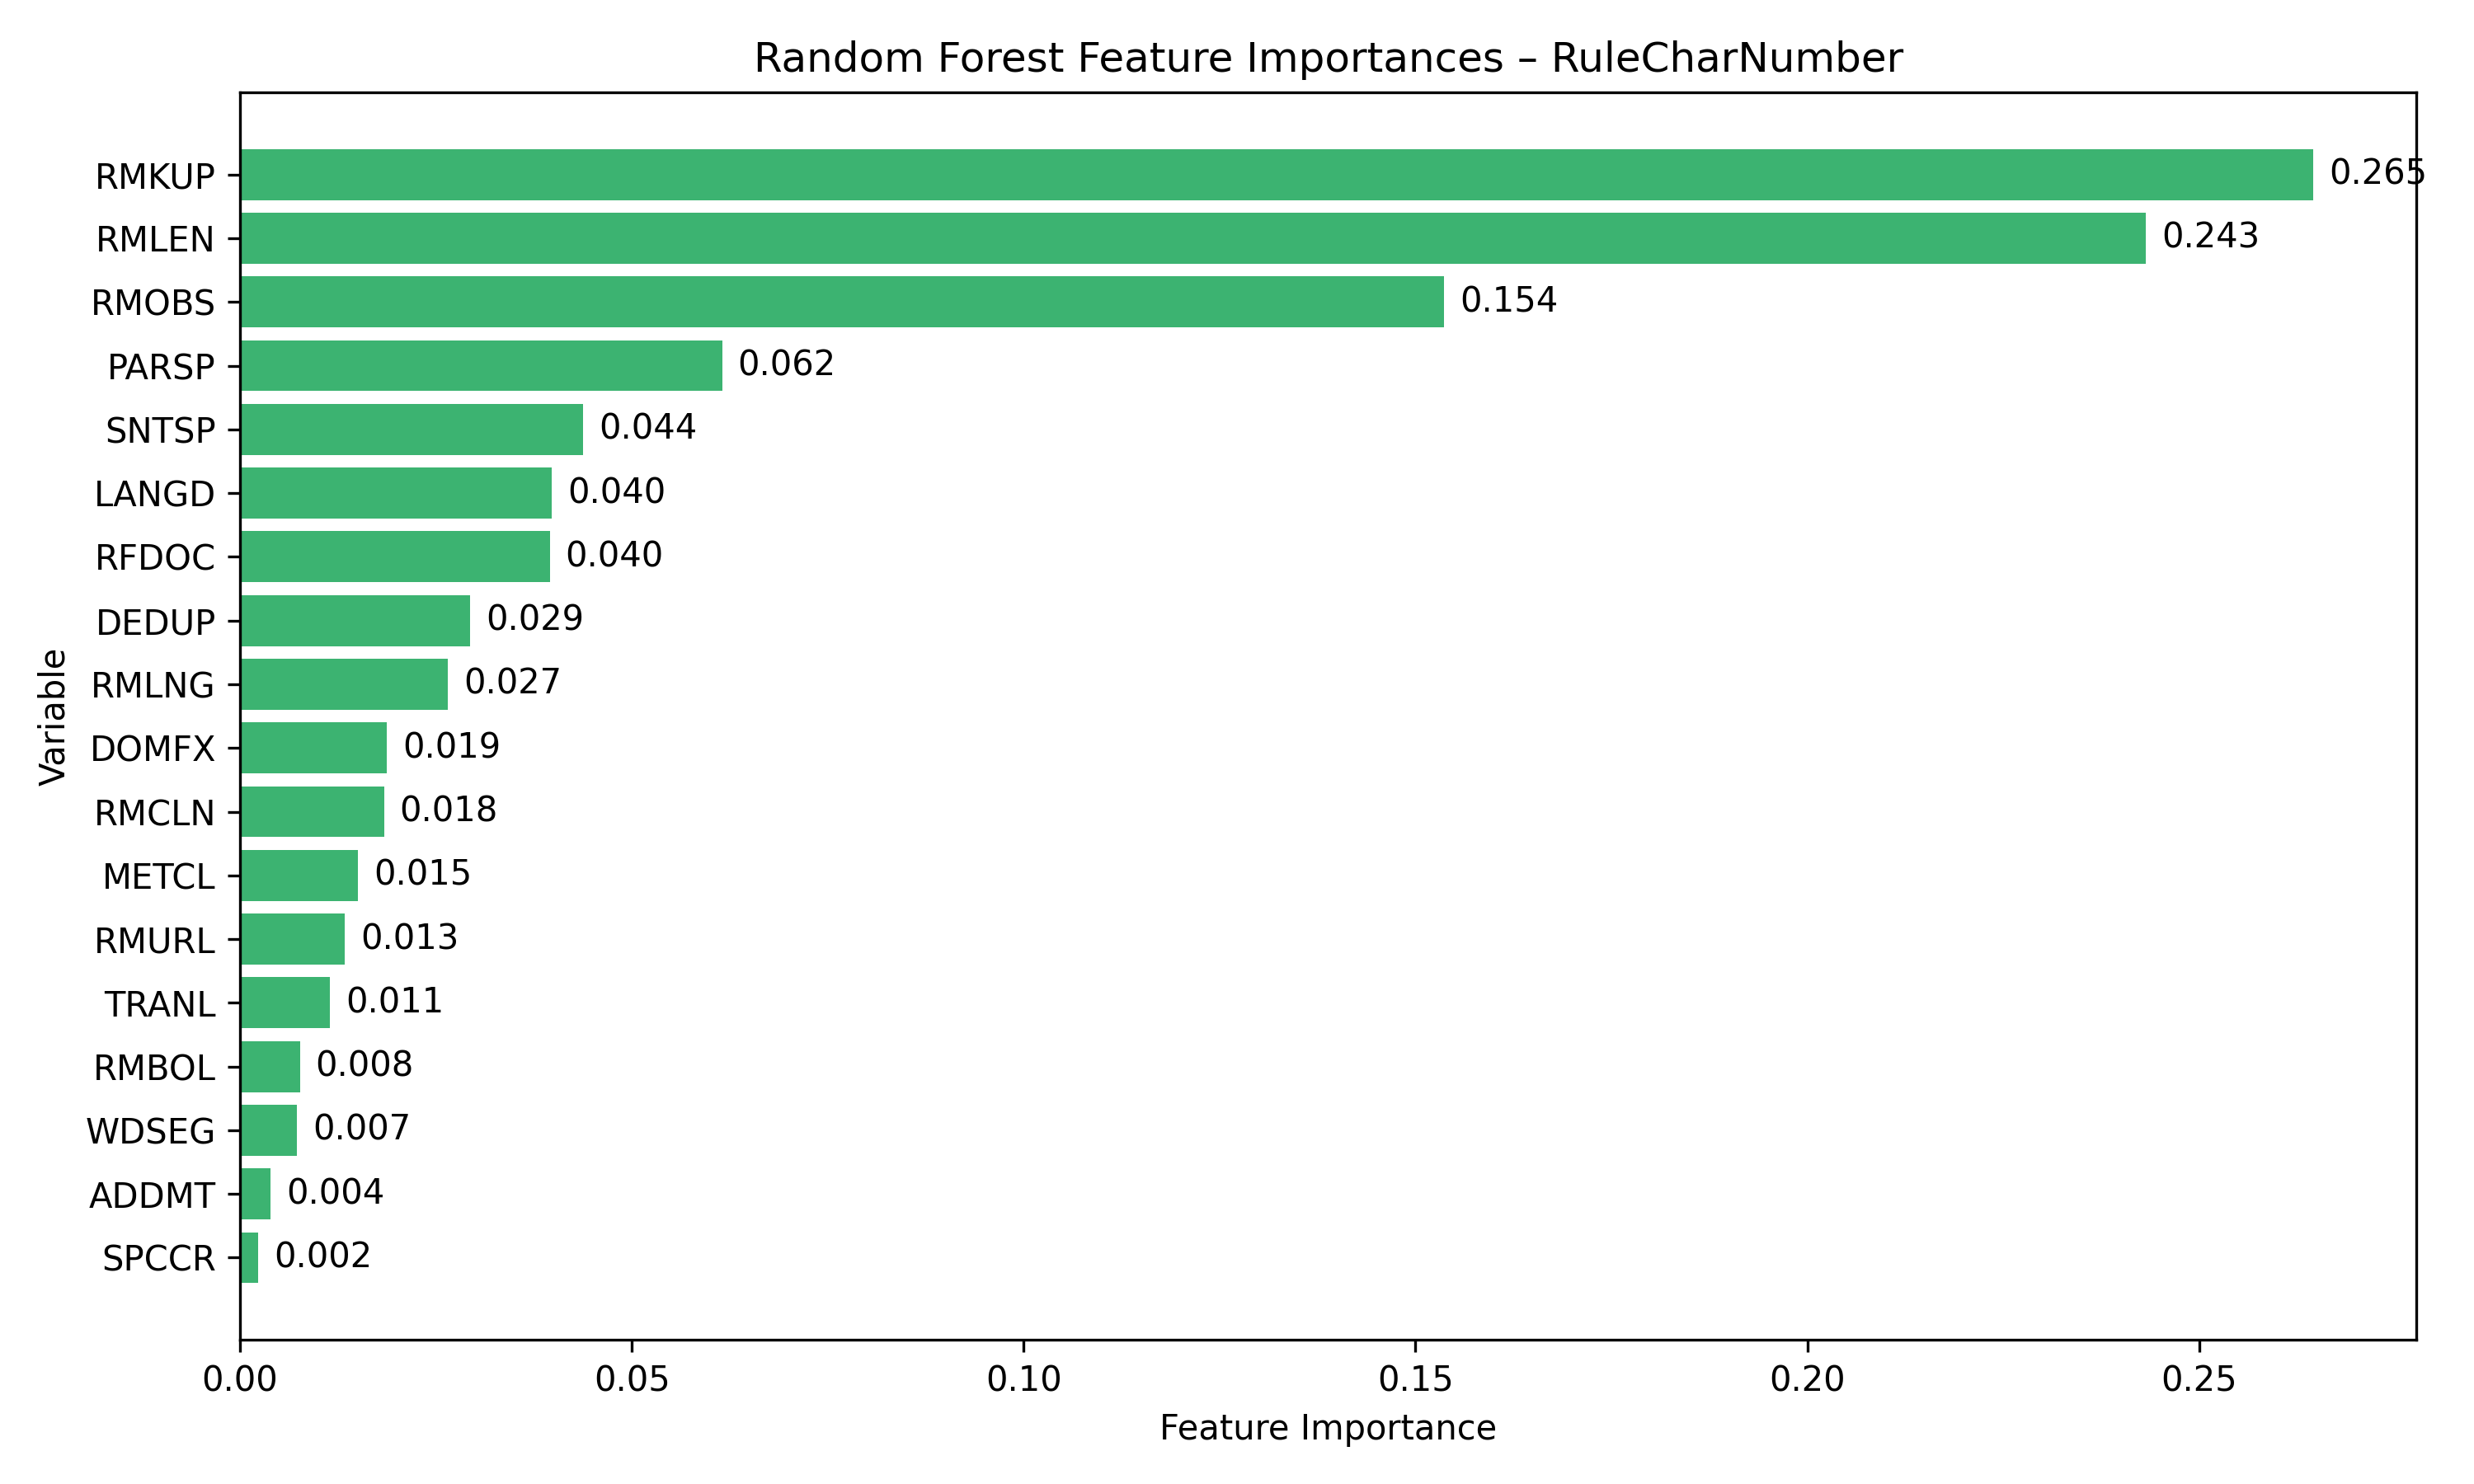 Random Forest Feature Importances – RuleCharNumber
RMKUP 0.265
RMLEN 0.243
RMOBS 0.154
PARSP 0.062
SNTSP 0.044
LANGD 0.040
RFDOC 0.040
DEDUP 0.029
RMLNG 0.027
DOMFX 0.019
RMCLN 0.018
METCL 0.015
RMURL 0.013
TRANL 0.011
RMBOL 0.008
WDSEG 0.007
ADDMT 0.004
SPCCR 0.002
Variable
0.00 0.05 0.10 0.15 0.20 0.25
Feature Importance